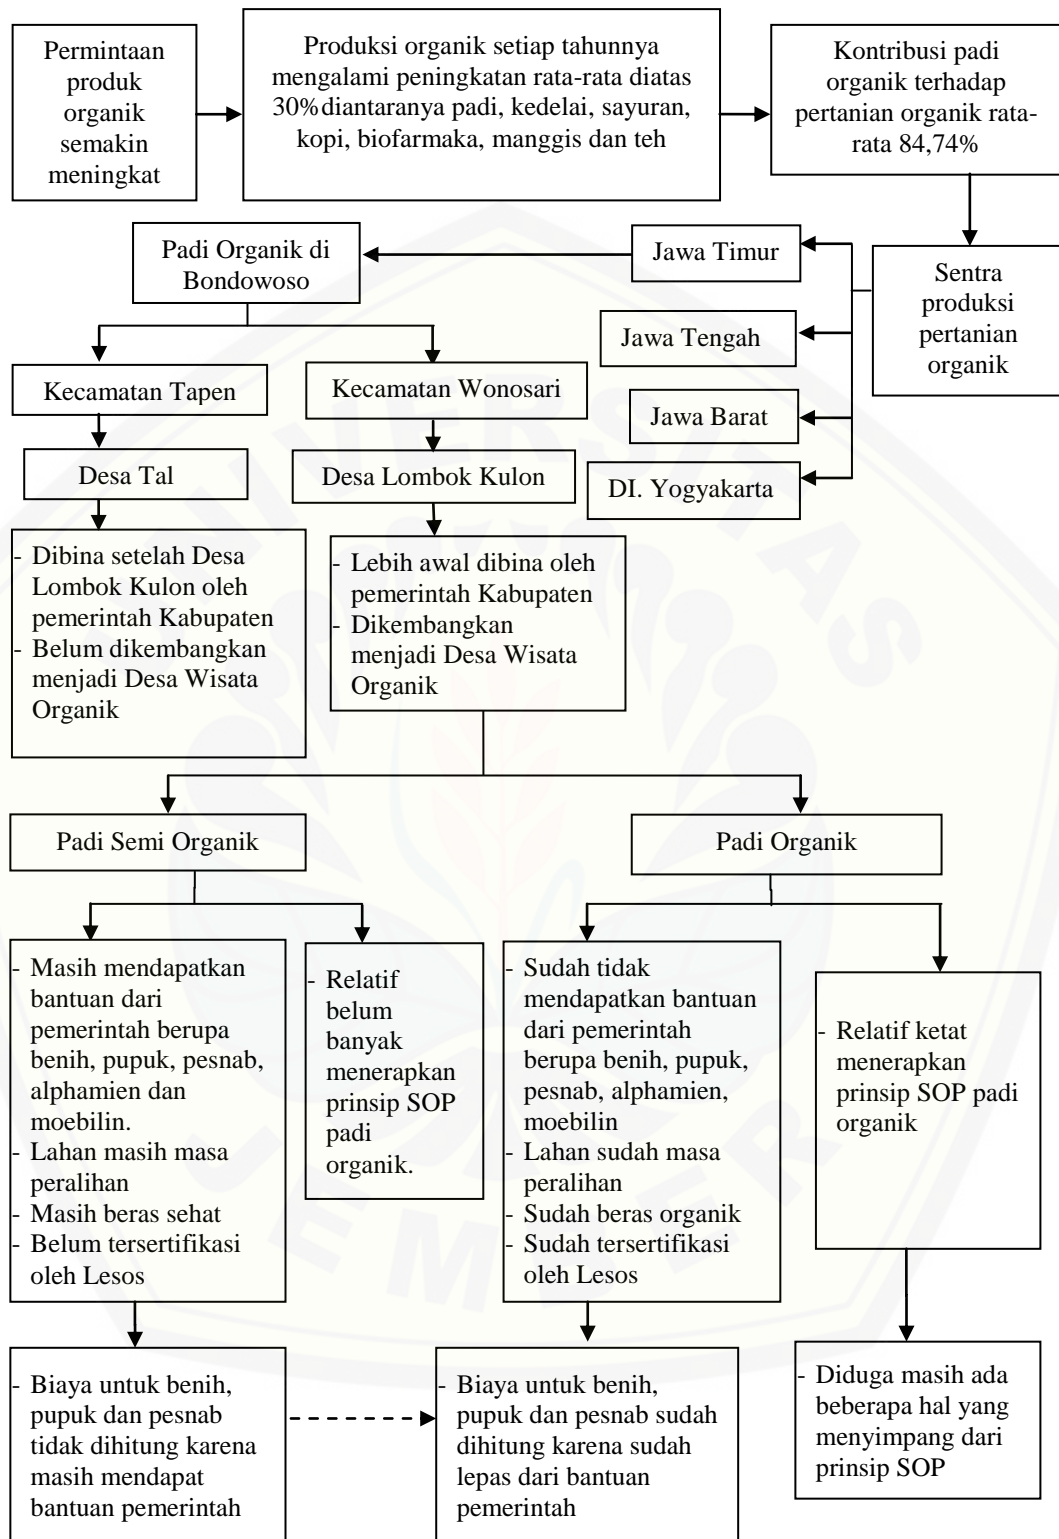 Permintaan
produk
organik
semakin
meningkat
Produksi organik setiap tahunnya
mengalami peningkatan rata-rata diatas
30%diantaranya padi, kedelai, sayuran,
kopi, biofarmaka, manggis dan teh
Kontribusi padi
organik terhadap
pertanian organik rata-
rata 84,74%
Padi Organik di
Bondowoso
Jawa Timur
Sentra
produksi
pertanian
organik
Jawa Tengah
Jawa Barat
DI. Yogyakarta
Kecamatan Tapen
Kecamatan Wonosari
Desa Tal
Desa Lombok Kulon
- Dibina setelah Desa
Lombok Kulon oleh
pemerintah Kabupaten
- Belum dikembangkan
menjadi Desa Wisata
Organik
- Lebih awal dibina oleh
pemerintah Kabupaten
- Dikembangkan
menjadi Desa Wisata
Organik
Padi Semi Organik
Padi Organik
- Masih mendapatkan
bantuan dari
pemerintah berupa
benih, pupuk, pesnab,
alphamien dan
moebilin.
- Lahan masih masa
peralihan
- Masih beras sehat
- Belum tersertifikasi
oleh Lesos
- Relatif
belum
banyak
menerapkan
prinsip SOP
padi
organik.
- Sudah tidak
mendapatkan bantuan
dari pemerintah
berupa benih, pupuk,
pesnab, alphamien,
moebilin
- Lahan sudah masa
peralihan
- Sudah beras organik
- Sudah tersertifikasi
oleh Lesos
- Relatif ketat
menerapkan
prinsip SOP padi
organik
- Biaya untuk benih,
pupuk dan pesnab
tidak dihitung karena
masih mendapat
bantuan pemerintah
- Biaya untuk benih,
pupuk dan pesnab sudah
dihitung karena sudah
lepas dari bantuan
pemerintah
- Diduga masih ada
beberapa hal yang
menyimpang dari
prinsip SOP
UNIVERSITAS
JEMBER